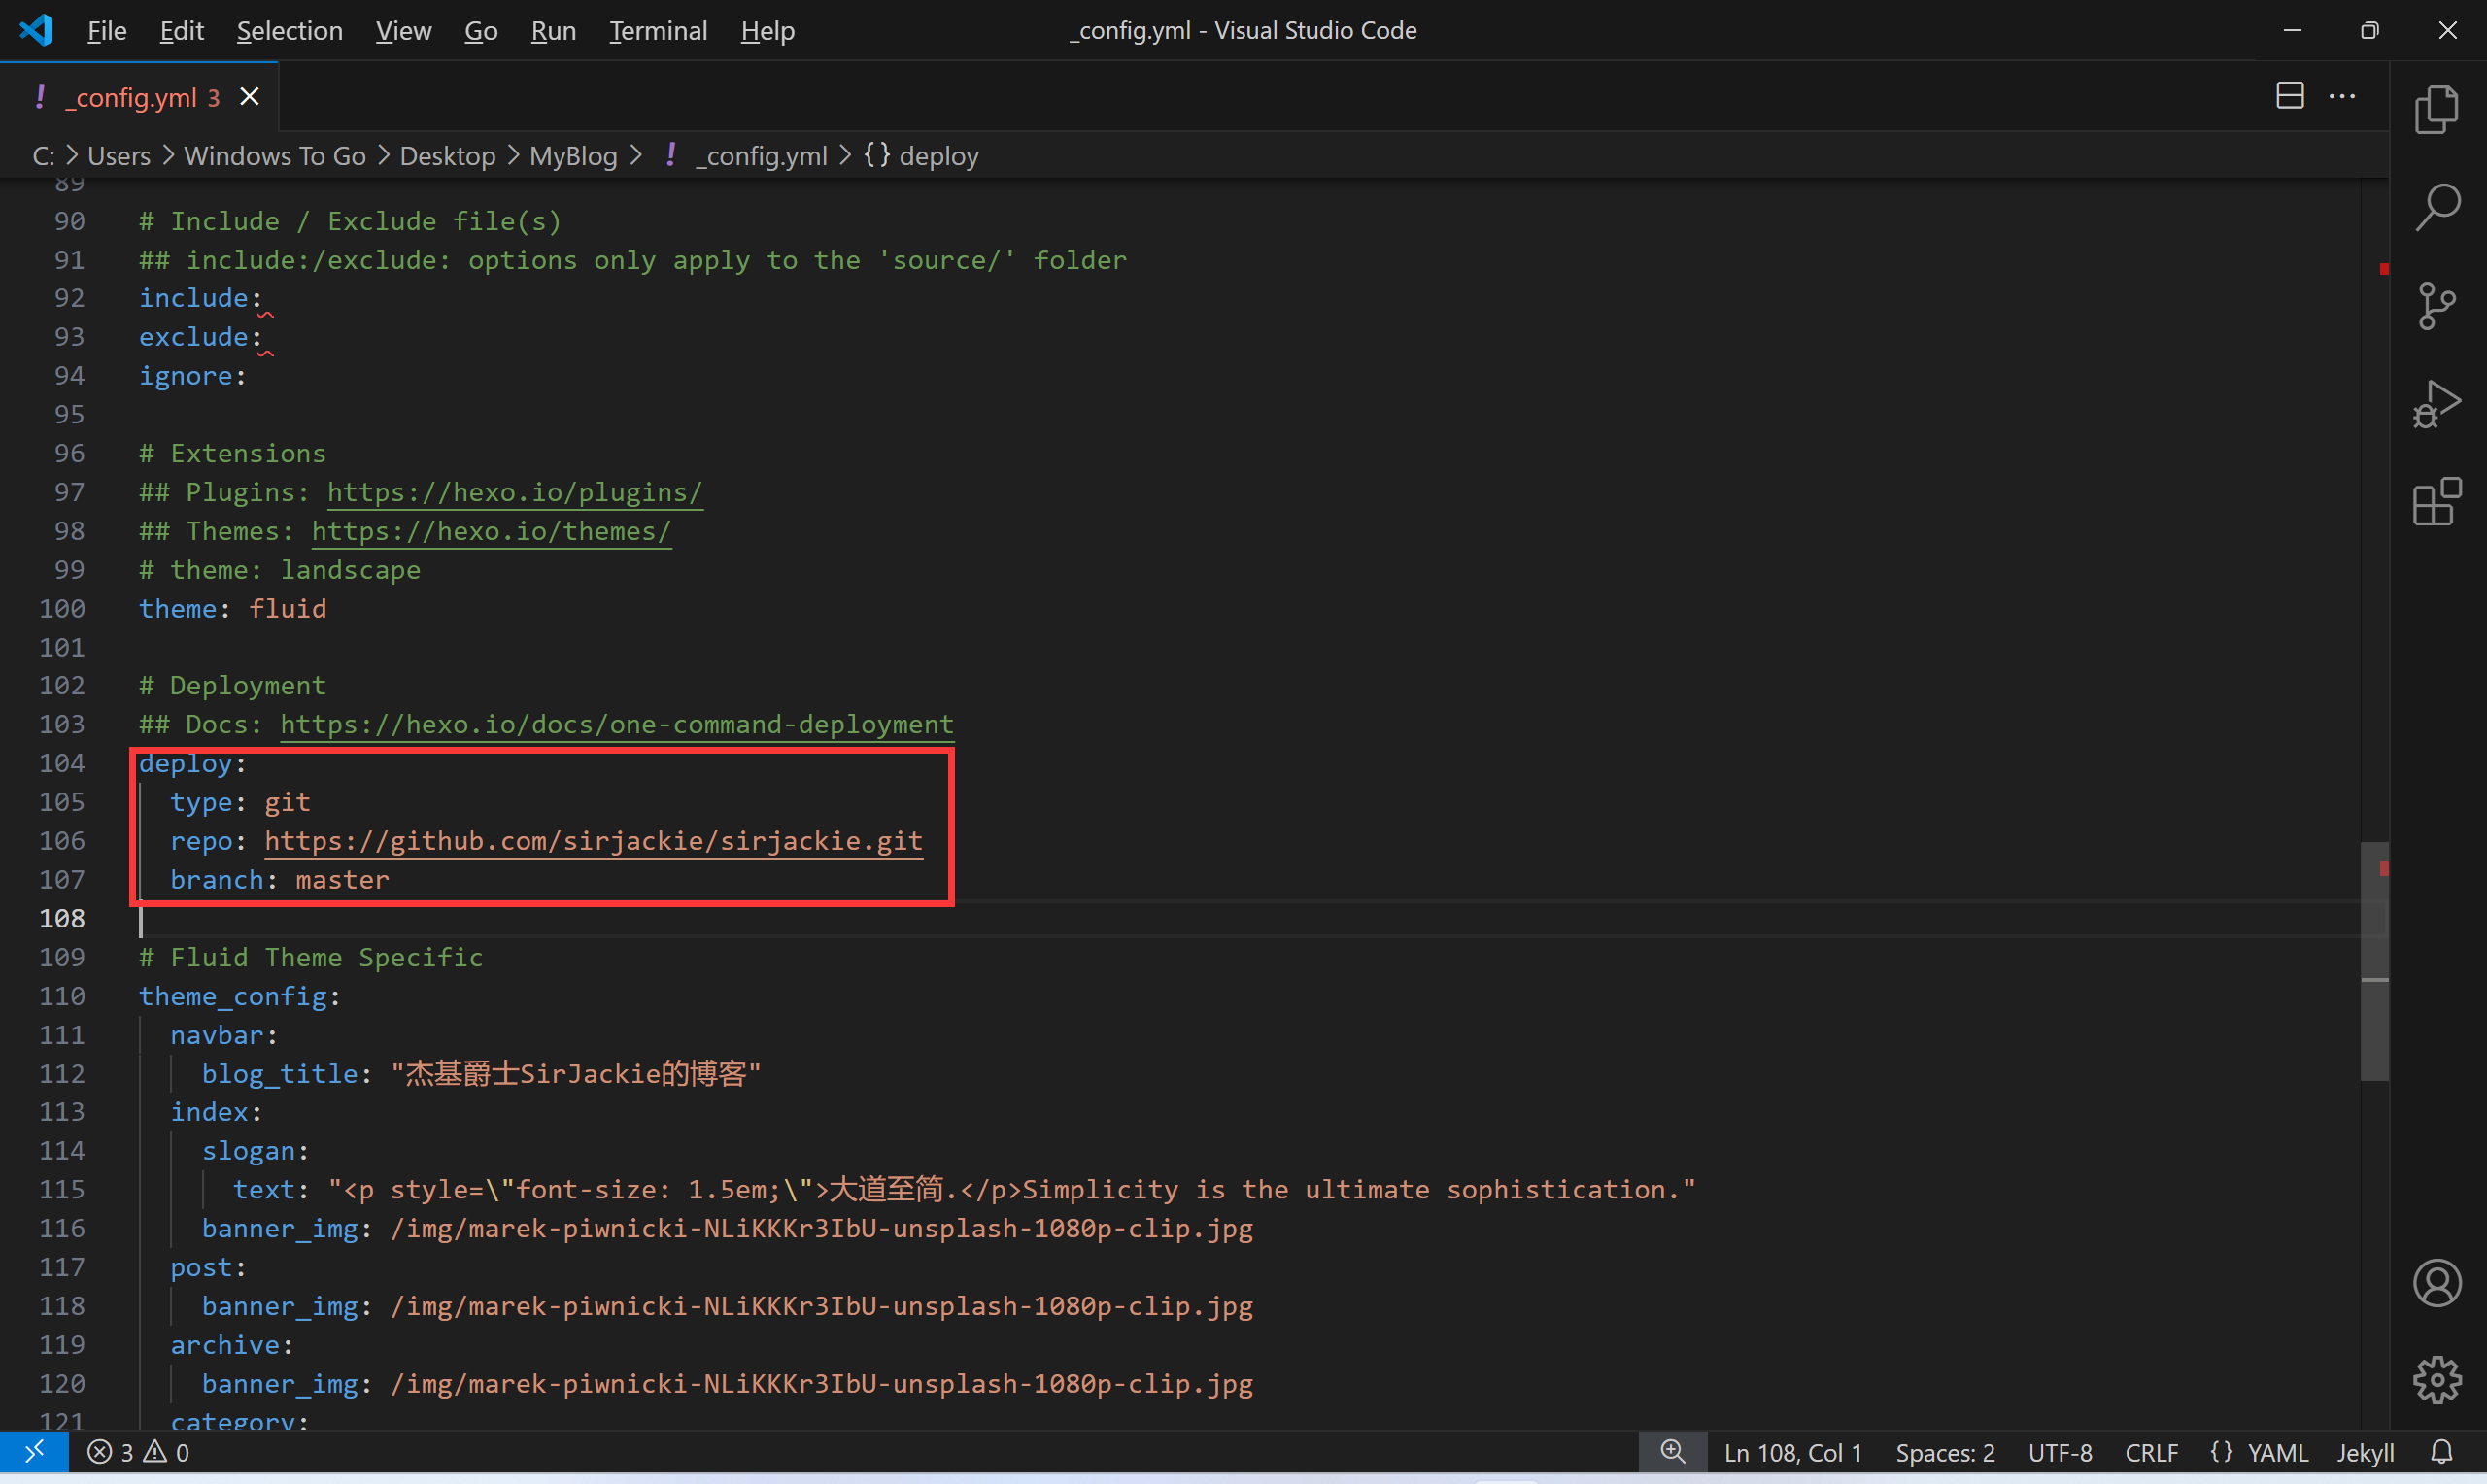 File Edit Selection View Go Run Terminal Help _config.yml - Visual Studio Code
! _config.yml 3
C: > Users > Windows To Go > Desktop > MyBlog > ! _config.yml > {} deploy
89
90 # Include / Exclude file(s)
91 ## include:/exclude: options only apply to the 'source/' folder
92 include:
93 exclude:
94 ignore:
95
96 # Extensions
97 ## Plugins: https://hexo.io/plugins/
98 ## Themes: https://hexo.io/themes/
99 # theme: landscape
100 theme: fluid
101
102 # Deployment
103 ## Docs: https://hexo.io/docs/one-command-deployment
104 deploy:
105 type: git
106 repo: https://github.com/sirjackie/sirjackie.git
107 branch: master
108
109 # Fluid Theme Specific
110 theme_config:
111 navbar:
112 blog_title: "杰基爵士SirJackie的博客"
113 index:
114 slogan:
115 text: "<p style=\"font-size: 1.5em;\">大道至简.</p>Simplicity is the ultimate sophistication."
116 banner_img: /img/marek-piwnicki-NLiKKKr3IbU-unsplash-1080p-clip.jpg
117 post:
118 banner_img: /img/marek-piwnicki-NLiKKKr3IbU-unsplash-1080p-clip.jpg
119 archive:
120 banner_img: /img/marek-piwnicki-NLiKKKr3IbU-unsplash-1080p-clip.jpg
121 category:
3 0 Ln 108, Col 1 Spaces: 2 UTF-8 CRLF {} YAML Jekyll